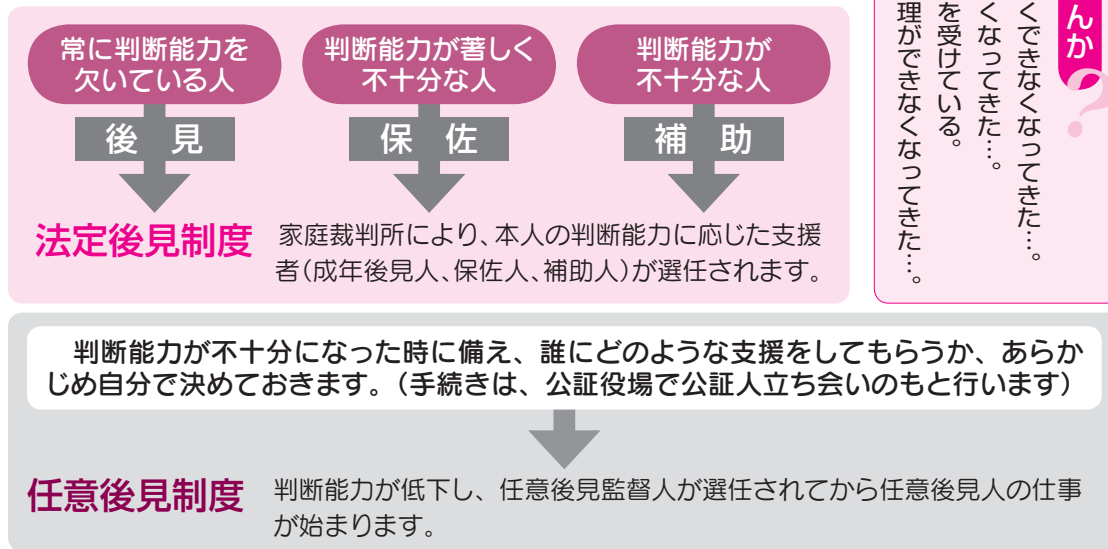 常に判断能力を
欠いている人
後見
判断能力が著しく
不十分な人
保佐
判断能力が
不十分な人
補助
法定後見制度
家庭裁判所により、本人の判断能力に応じた支援
者(成年後見人、保佐人、補助人)が選任されます。
んか?
くできなくなってきた…。
くなってきた…。
を受けている。
理ができなくなってきた…。
判断能力が不十分になった時に備え、誰にどのような支援をしてもらうか、あらか
じめ自分で決めておきます。(手続きは、公証役場で公証人立ち会いのもと行います)
任意後見制度
判断能力が低下し、任意後見監督人が選任されてから任意後見人の仕事
が始まります。